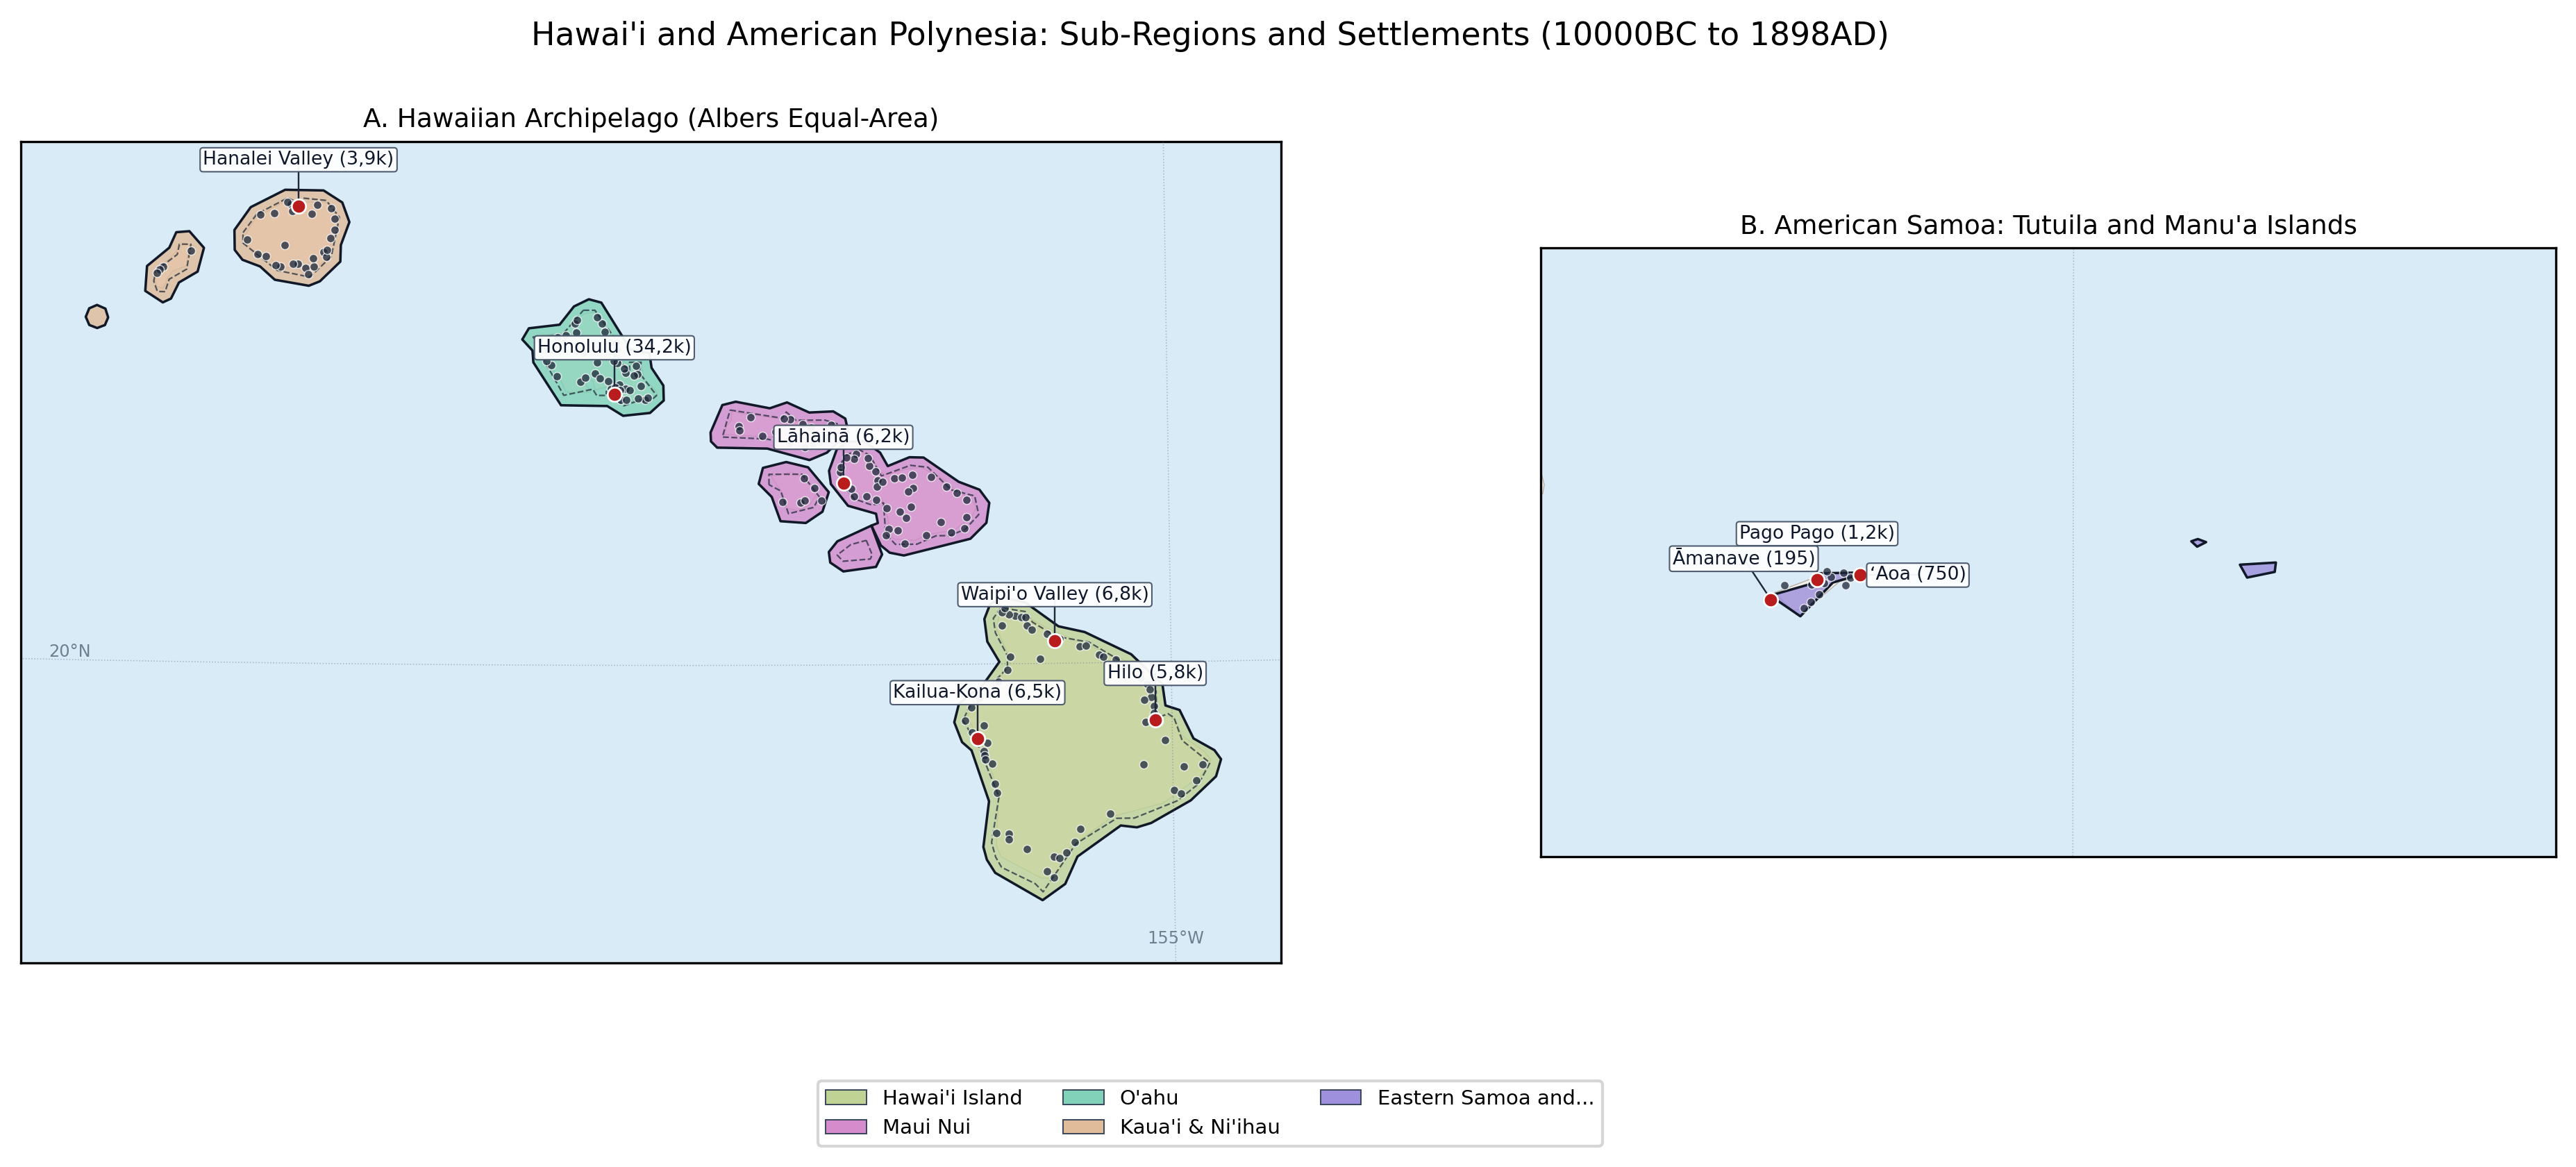 Hawai'i and American Polynesia: Sub-Regions and Settlements (10000BC to 1898AD)
A. Hawaiian Archipelago (Albers Equal-Area)
Hanalei Valley (3,9k)
Honolulu (34,2k)
Lāhainā (6,2k)
Waipi'o Valley (6,8k)
20°N
Hilo (5,8k)
Kailua-Kona (6,5k)
155°W
B. American Samoa: Tutuila and Manu'a Islands
Pago Pago (1,2k)
Āmanave (195)
ʻAoa (750)
Hawai'i Island
Maui Nui
O'ahu
Kaua'i & Ni'ihau
Eastern Samoa and...